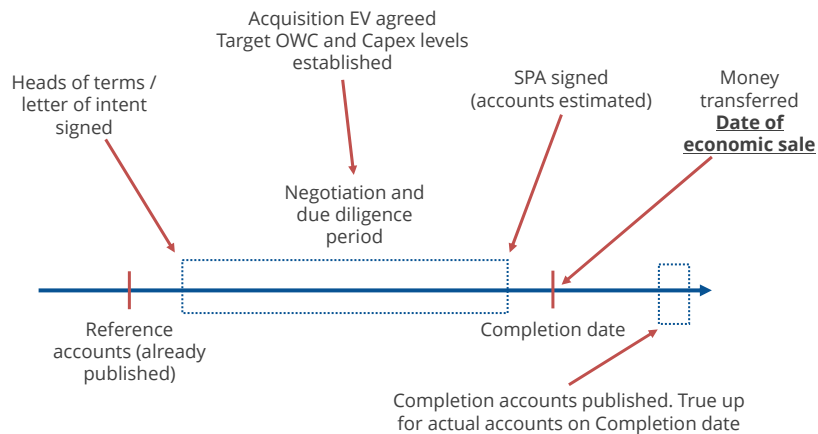 Acquisition EV agreed
Target OWC and Capex levels
established
Heads of terms /
letter of intent
signed
SPA signed
(accounts estimated)
Money
transferred
Date of
economic sale
Negotiation and
due diligence
period
Reference
accounts (already
published)
Completion date
Completion accounts published. True up
for actual accounts on Completion date